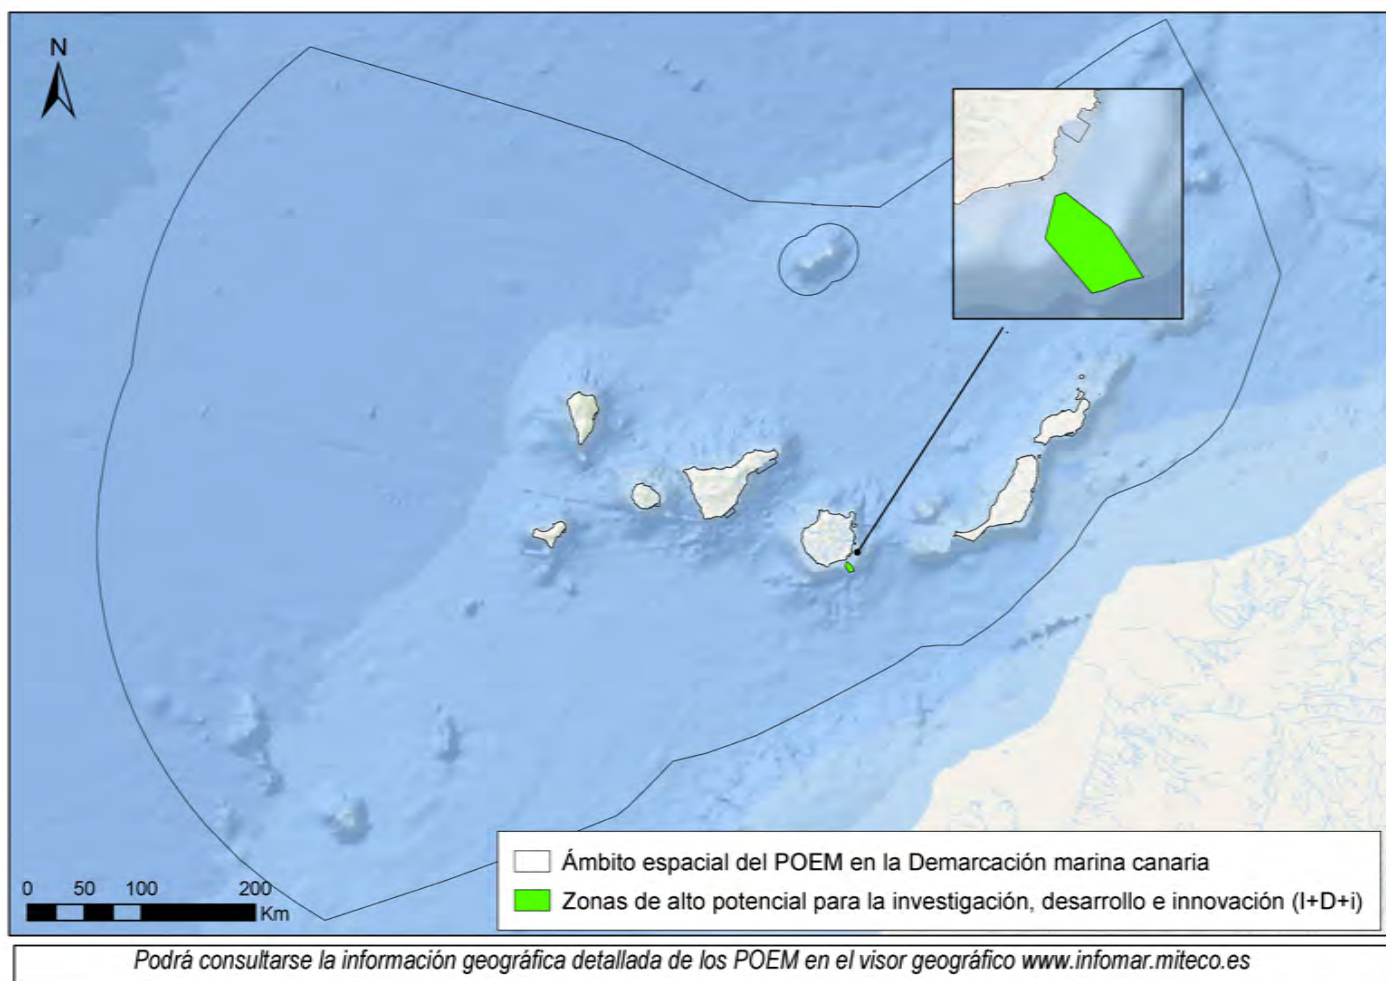 N
0 50 100 200
Km
Ámbito espacial del POEM en la Demarcación marina canaria
Zonas de alto potencial para la investigación, desarrollo e innovación (I+D+i)
Podrá consultarse la información geográfica detallada de los POEM en el visor geográfico www.infomar.miteco.es